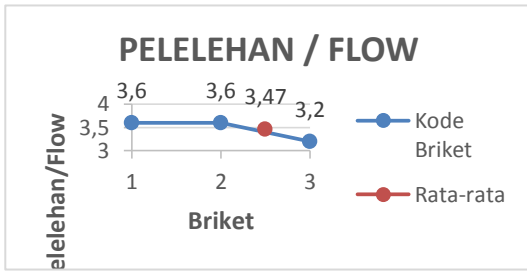 PELELEHAN / FLOW
3,6
3,6
3,47
3,2
4
3,5
3
1
2
3
elelehan/Flow
Briket
Kode
Briket
Rata-rata